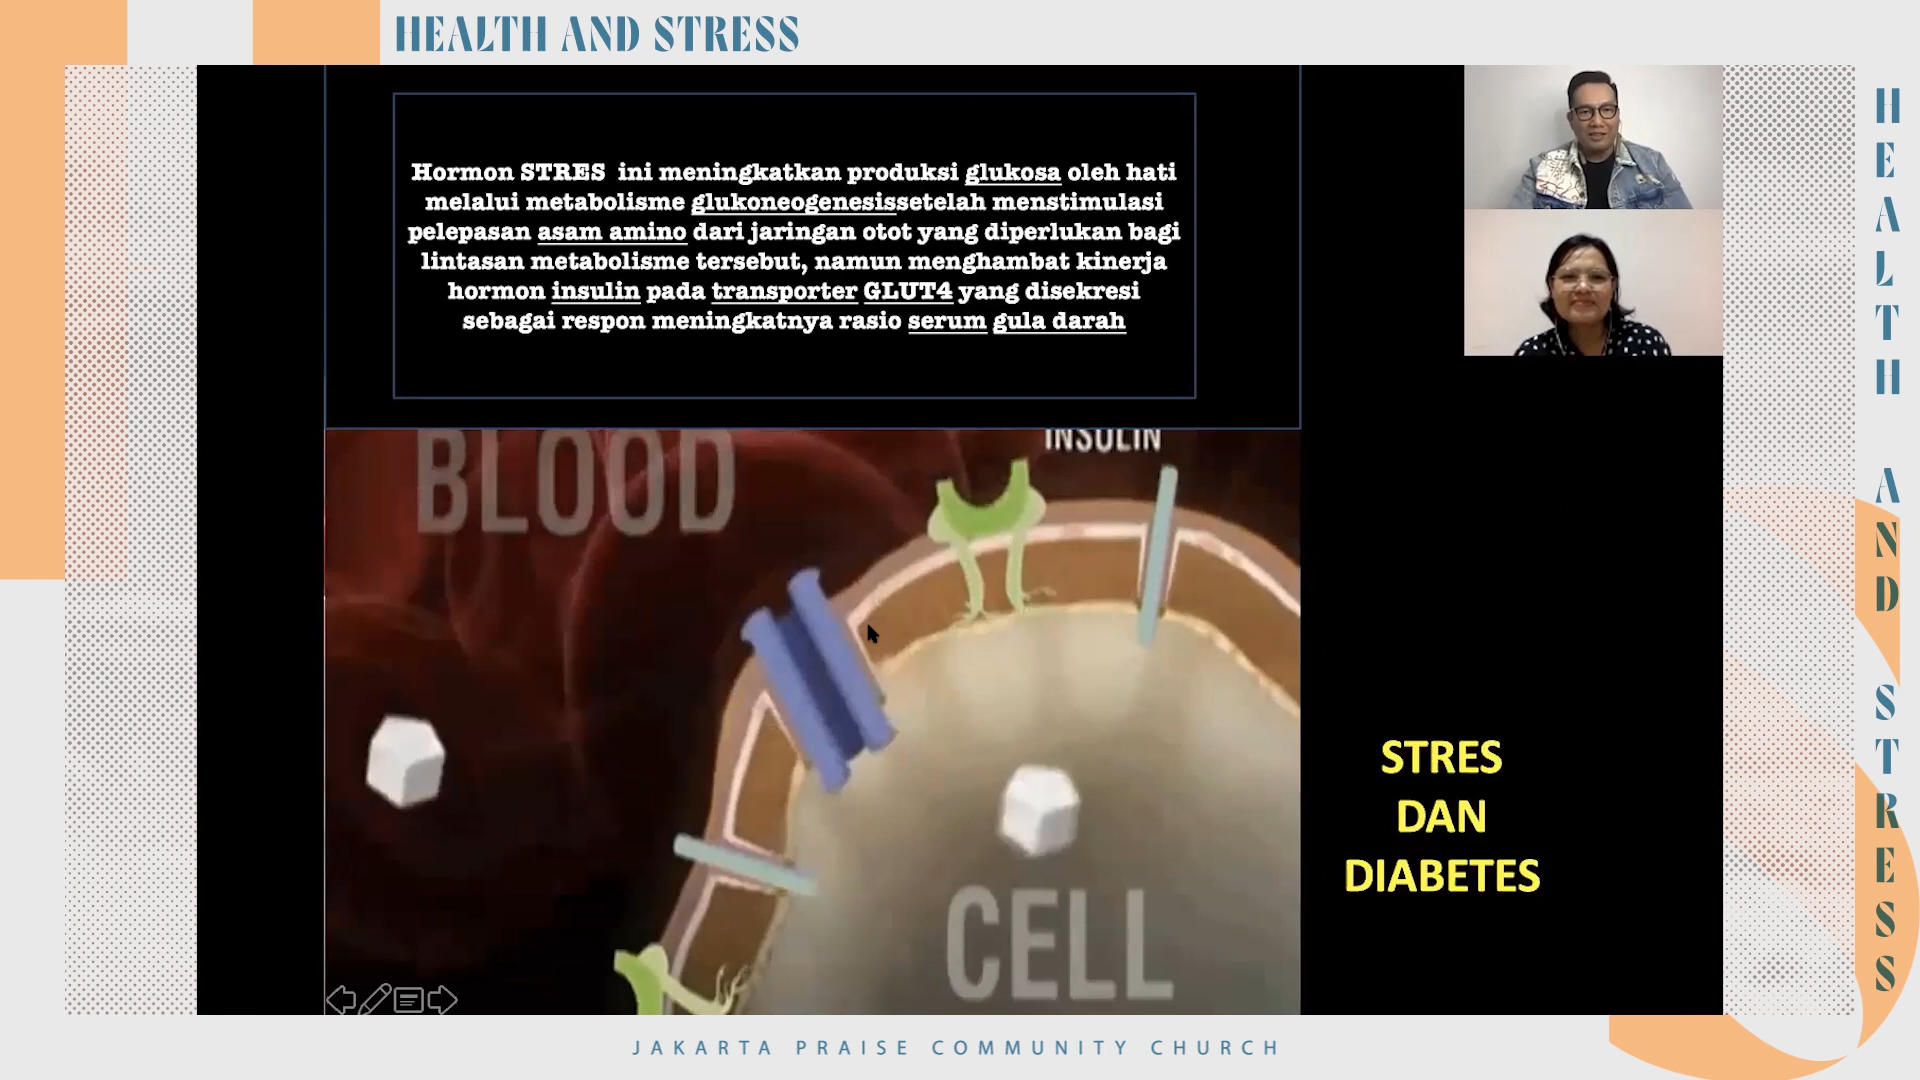 HEALTH AND STRESS
Hormon STRES ini meningkatkan produksi glukosa oleh hati
melalui metabolisme glukoneogenesissetelah menstimulasi
pelepasan asam amino dari jaringan otot yang diperlukan bagi
lintasan metabolisme tersebut, namun menghambat kinerja
hormon insulin pada transporter GLUT4 yang disekresi
sebagai respon meningkatnya rasio serum gula darah
BLOOD
INSULIN
CELL
STRES
DAN
DIABETES
HEALTH AND STRESS
JAKARTA PRAISE COMMUNITY CHURCH